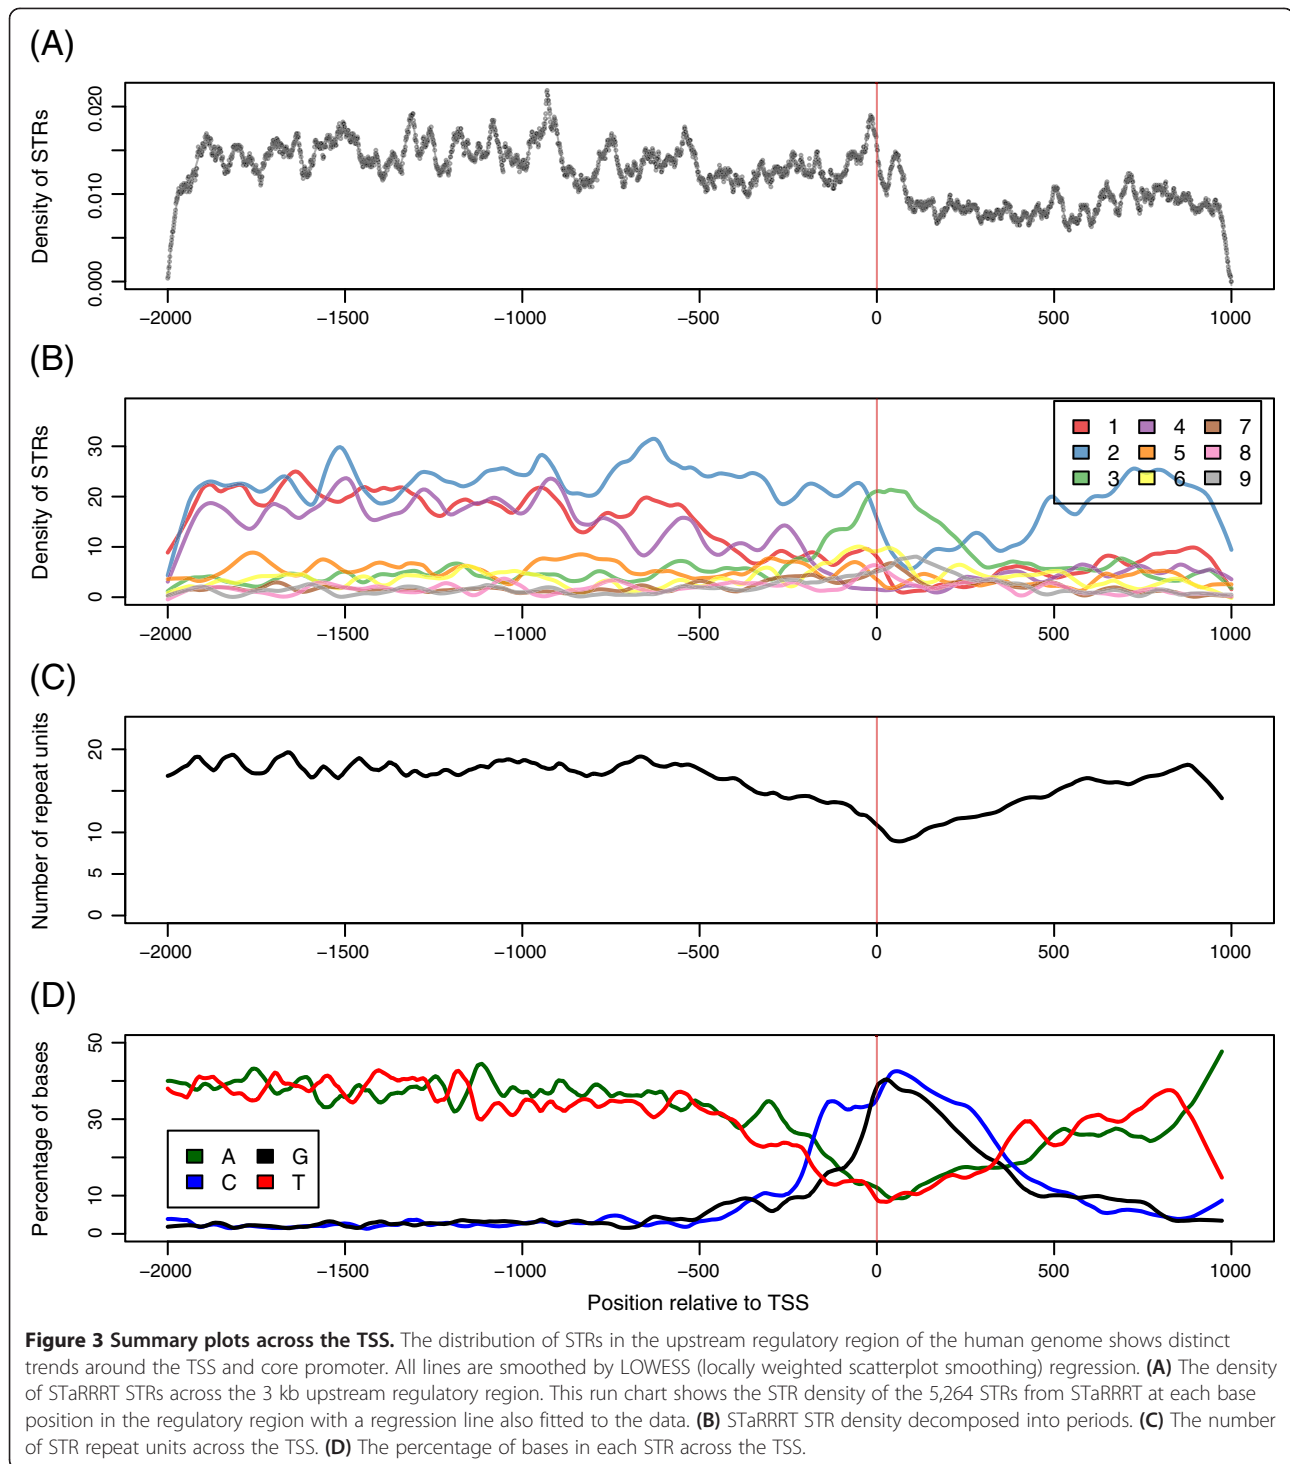 (A)
Density of STRs
0.020
0.010
0.000
−2000 −1500 −1000 −500 0 500 1000
(B)
Density of STRs
30
20
10
0
1 4 7
2 5 8
3 6 9
−2000 −1500 −1000 −500 0 500 1000
(C)
Number of repeat units
20
10
5
0
−2000 −1500 −1000 −500 0 500 1000
(D)
Percentage of bases
50
30
10
0
A G
C T
−2000 −1500 −1000 −500 0 500 1000
Position relative to TSS
Figure 3 Summary plots across the TSS. The distribution of STRs in the upstream regulatory region of the human genome shows distinct
trends around the TSS and core promoter. All lines are smoothed by LOWESS (locally weighted scatterplot smoothing) regression. (A) The density
of STaRRRT STRs across the 3 kb upstream regulatory region. This run chart shows the STR density of the 5,264 STRs from STaRRRT at each base
position in the regulatory region with a regression line also fitted to the data. (B) STaRRRT STR density decomposed into periods. (C) The number
of STR repeat units across the TSS. (D) The percentage of bases in each STR across the TSS.